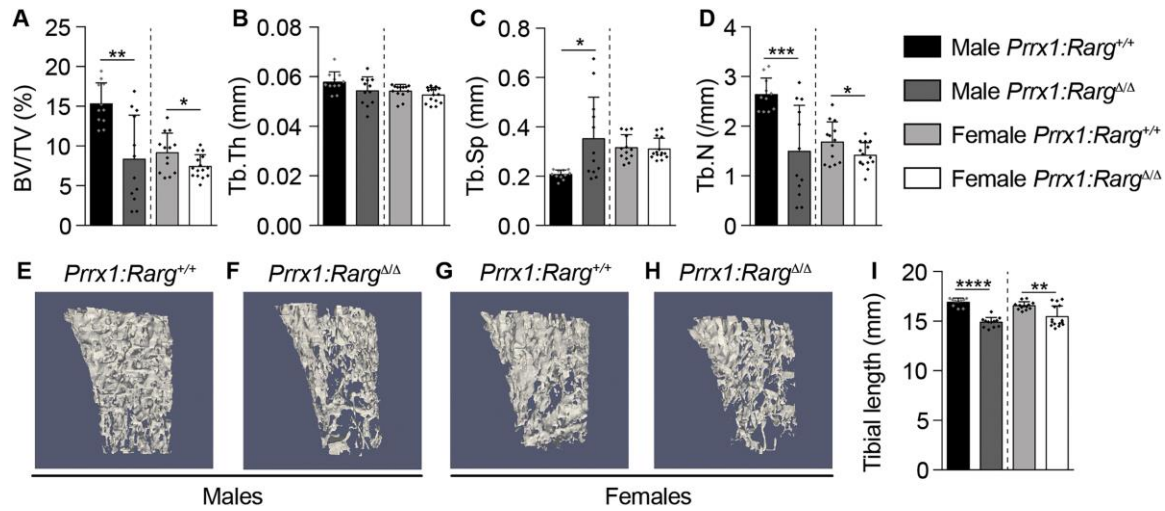 A
BV/TV (%)
25
20
15
10
5
0
**
*
B
Tb.Th (mm)
0.08
0.06
0.04
0.02
0.00
C
Tb.Sp (mm)
0.8
0.6
0.4
0.2
0.0
*
D
Tb.N (/mm)
4
3
2
1
0
***
*
Male Prrx1:Rarg+/+
Male Prrx1:RargΔ/Δ
Female Prrx1:Rarg+/+
Female Prrx1:RargΔ/Δ
E Prrx1:Rarg+/+
F Prrx1:RargΔ/Δ
G Prrx1:Rarg+/+
H Prrx1:RargΔ/Δ
Males
Females
I
Tibial length (mm)
20
15
10
5
0
****
**